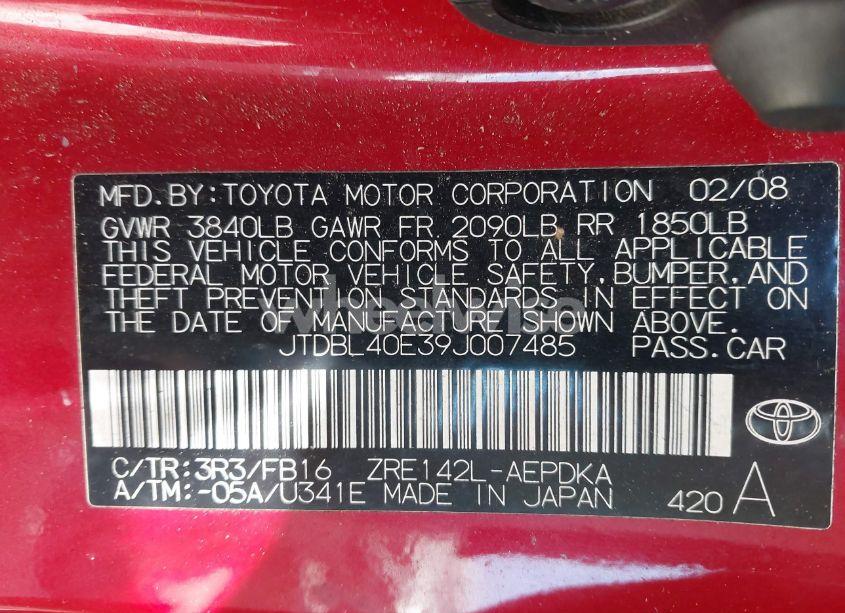 MFD.BY:TOYOTA MOTOR CORPORATION 02/08
GVWR 3840LB GAWR FR 2090LB RR 1850LB
THIS VEHICLE CONFORMS TO ALL APPLICABLE
FEDERAL MOTOR VEHICLE SAFETY,BUMPER,AND
THEFT PREVENTION STANDARDS IN EFFECT ON
THE DATE OF MANUFACTURE SHOWN ABOVE.
JTDBL40E39J007485 PASS.CAR
C/TR:3R3/FB16 ZRE142L-AEPDKA
A/TM:-05A/U341E MADE IN JAPAN
420 A